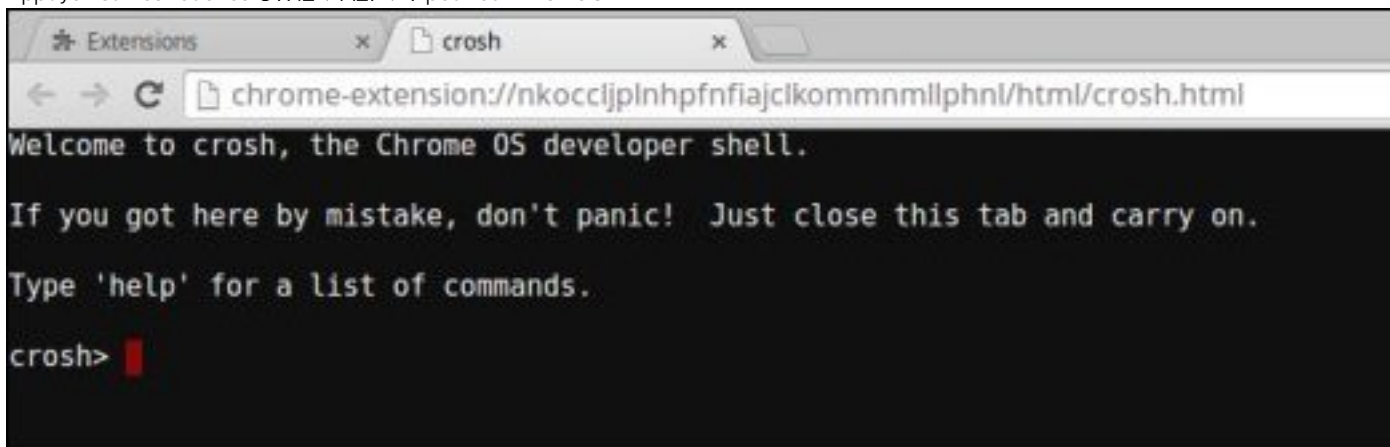 Extensions
crosh
chrome-extension://nkoccljplnhpfnfiajclkommnmllphnl/html/crosh.html
Welcome to crosh, the Chrome OS developer shell.
If you got here by mistake, don't panic!  Just close this tab and carry on.
Type 'help' for a list of commands.
crosh>